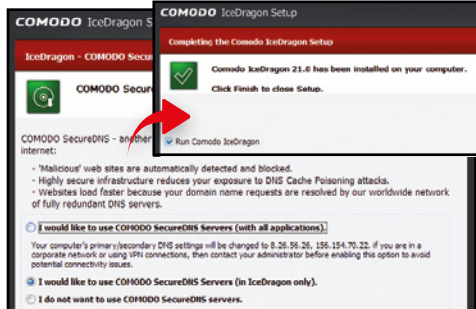 COMODO IceDragon S
IceDragon - COMODO Secu
COMODO Secure
COMODO SecureDNS - another
internet:
- 'Malicious' web sites are automatically detected and blocked.
- Highly secure infrastructure reduces your exposure to DNS Cache Poisoning attacks.
- Websites load faster because your domain name requests are resolved by our worldwide network
of fully redundant DNS servers.
I would like to use COMODO SecureDNS Servers (with all applications).
Your computer's primary/secondary DNS settings will be changed to 8.26.56.26, 156.154.70.22. if you are in a
corporate network or using VPN connections, then contact your administrator before enabling this option to avoid
potential connectivity issues.
I would like to use COMODO SecureDNS Servers (in IceDragon only).
I do not want to use COMODO SecureDNS servers.
COMODO IceDragon Setup
Completing the Comodo IceDragon Setup
Comodo IceDragon 21.0 has been installed on your computer.
Click Finish to close Setup.
Run Comodo IceDragon